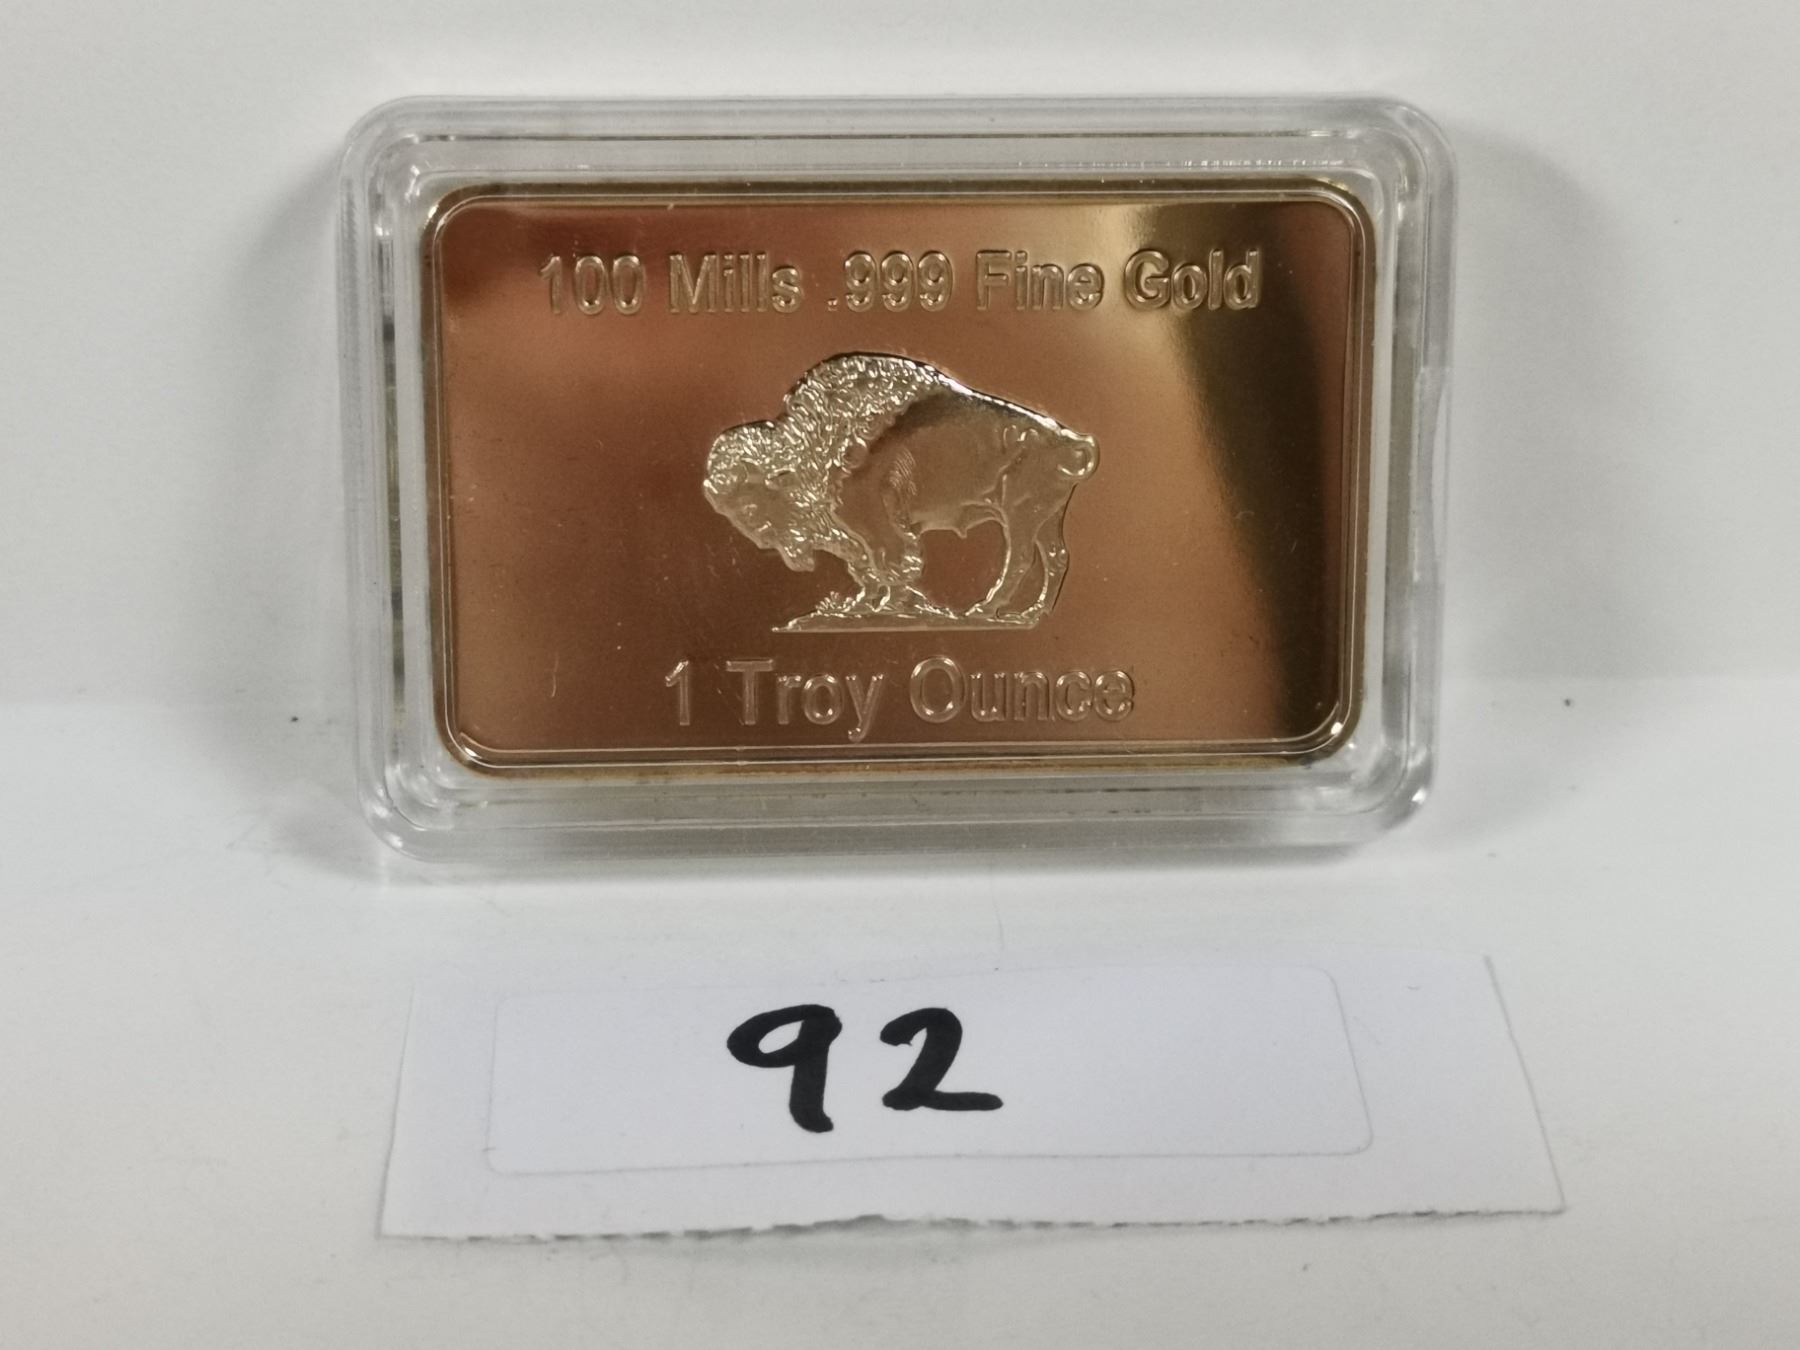 100 Mills .999 Fine Gold
1 Troy Ounce
92